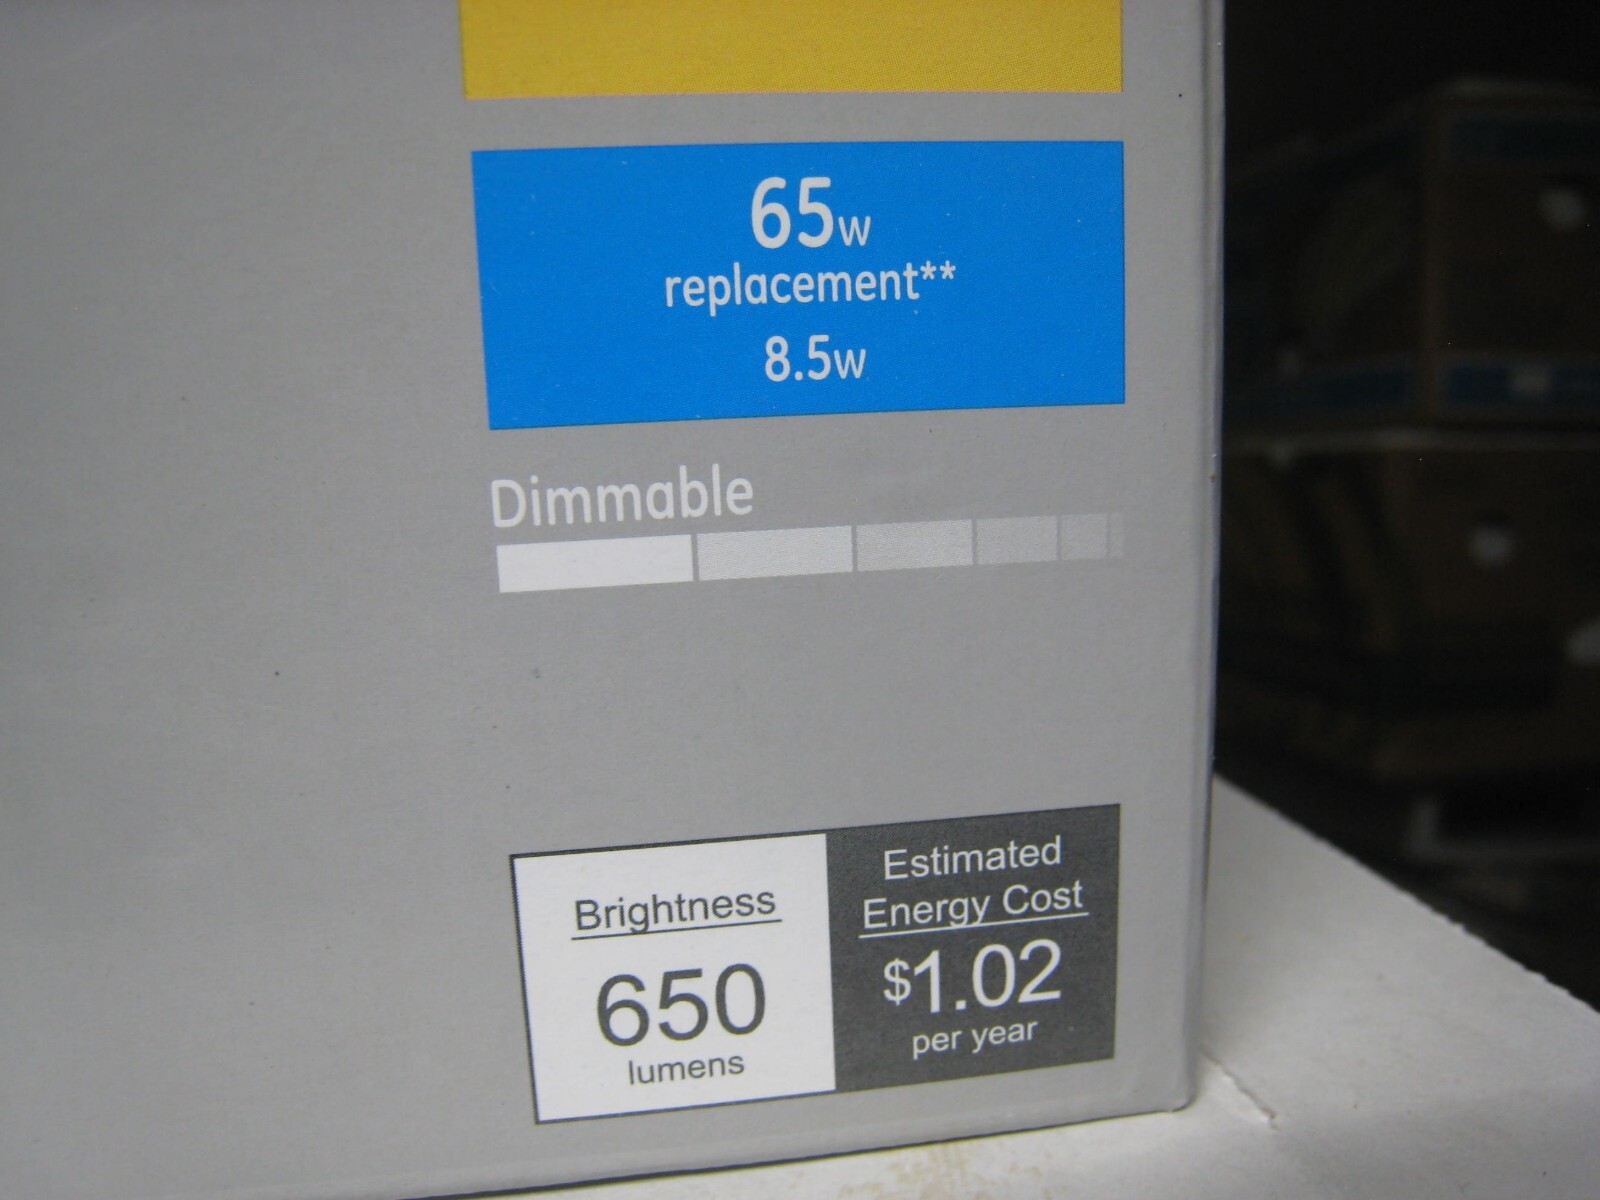 65w
replacement**
8.5w
Dimmable
Brightness
650
lumens
Estimated
Energy Cost
$1.02
per year